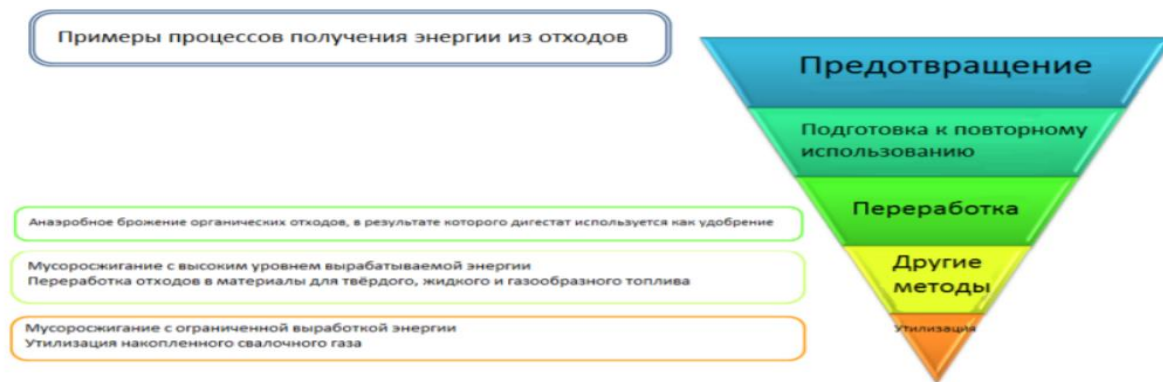 Примеры процессов получения энергии из отходов
Предотвращение
Подготовка к повторному
использованию
Анаэробное брожение органических отходов, в результате которого дигестат используется как удобрение
Переработка
Мусоросжигание с высоким уровнем вырабатываемой энергии
Переработка отходов в материалы для твёрдого, жидкого и газообразного топлива
Другие
методы
Мусоросжигание с ограниченной выработкой энергии
Утилизация накопленного свалочного газа
Утилизация